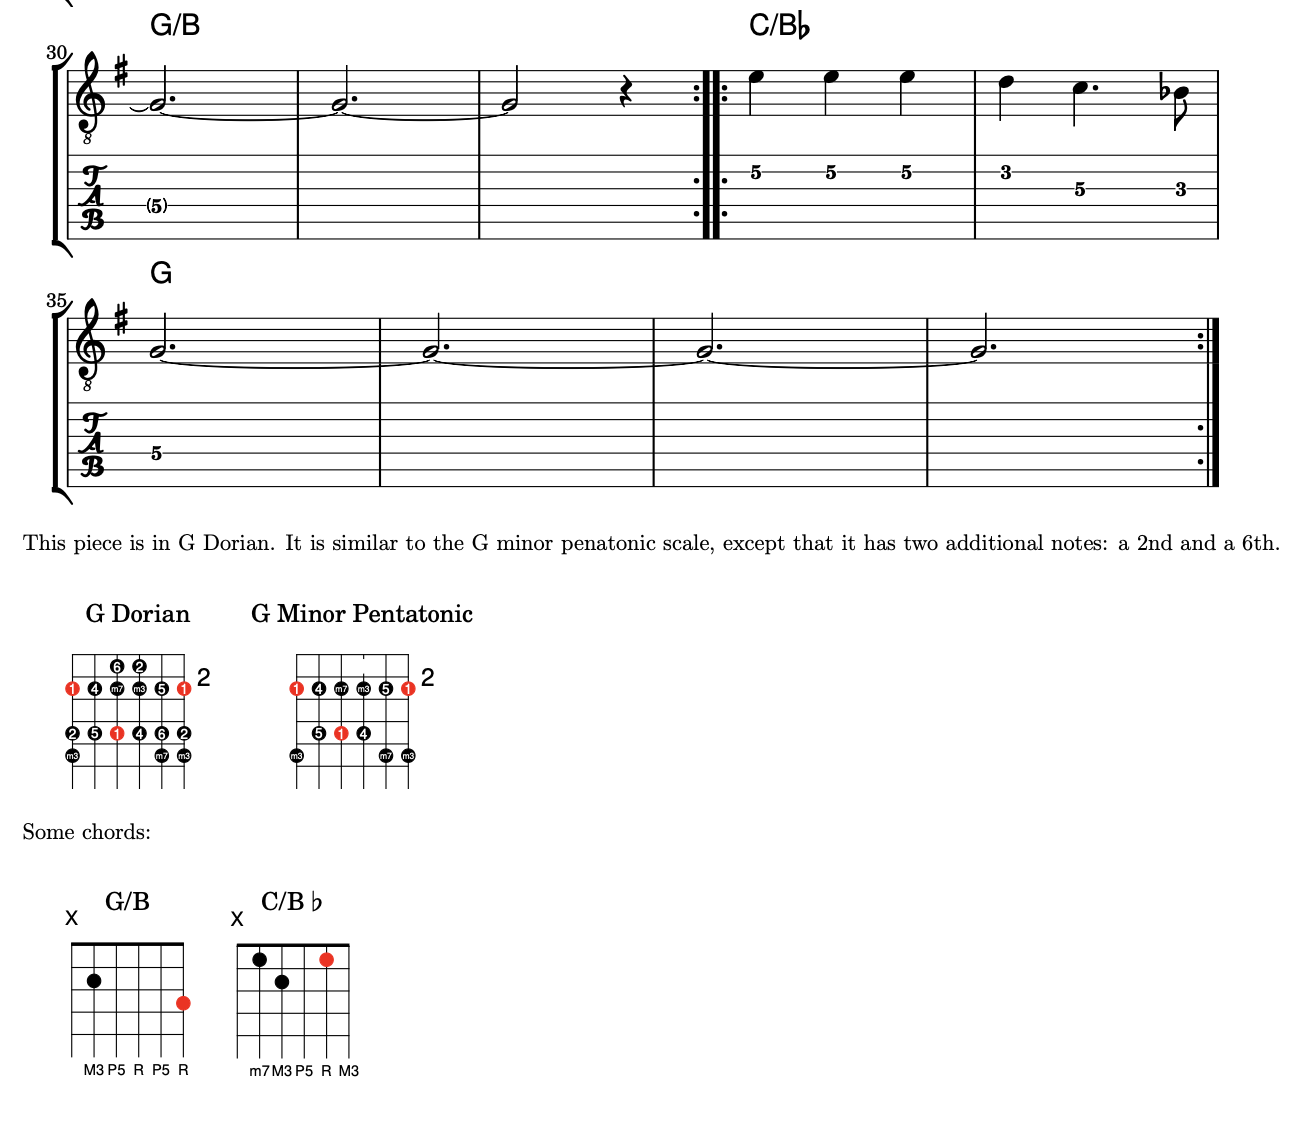 G/B C/B♭
30
8
(5) 5 5 5 3 5 3
T
A
B
G
35
8
5
T
A
B
This piece is in G Dorian. It is similar to the G minor penatonic scale, except that it has two additional notes: a 2nd and a 6th.
G Dorian G Minor Pentatonic
6 2
1 4 m7 m3 5 1 2 1 4 m7 m3 5 1 2
2 5 1 4 6 2 5 1 4
m3 m7 m3 m3 m7 m3
Some chords:
G/B C/B♭
X X
M3 P5 R P5 R m7 M3 P5 R M3